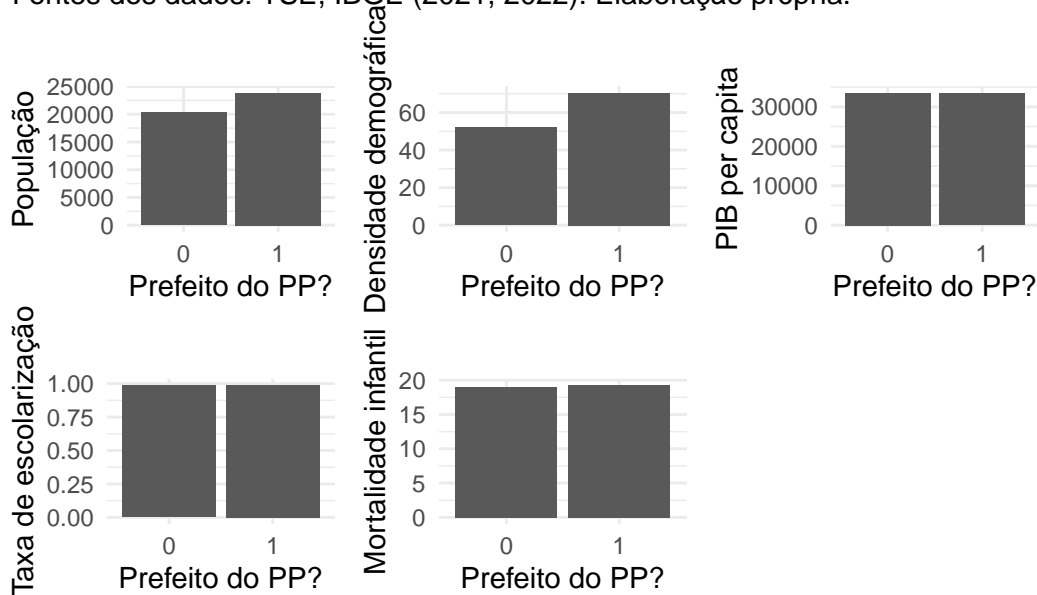 Fontes dos dados: TSE, IBGE (2021, 2022). Elaboração própria.
População
25000
20000
15000
10000
5000
0
0 1
Prefeito do PP?
Densidade demográfica
60
40
20
0
0 1
Prefeito do PP?
PIB per capita
30000
20000
10000
0
0 1
Prefeito do PP?
Taxa de escolarização
1.00
0.75
0.50
0.25
0.00
0 1
Prefeito do PP?
Mortalidade infantil
20
15
10
5
0
0 1
Prefeito do PP?